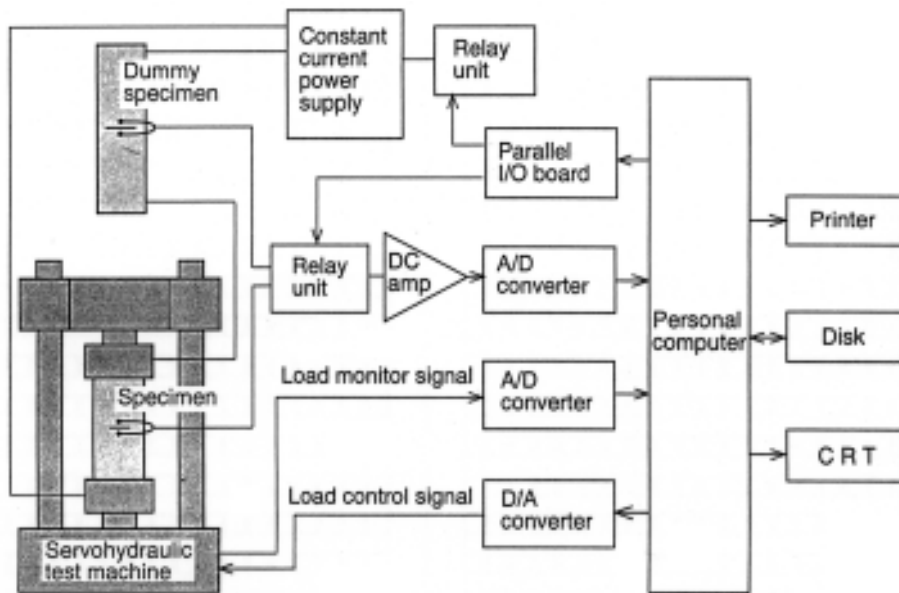 Constant
current
power
supply
Relay
unit
Dummy
specimen
Parallel
I/O board
Relay
unit
DC
amp
A/D
converter
Personal
computer
Printer
Disk
C R T
Load monitor signal
A/D
converter
Specimen
Load control signal
D/A
converter
Servohydraulic
test machine